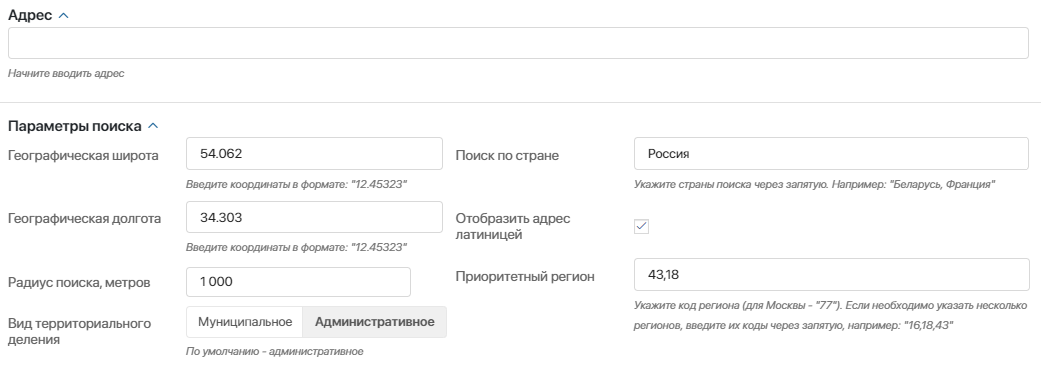 Адрес
Начните вводить адрес
Параметры поиска
Географическая широта
54.062
Введите координаты в формате: "12.45323"
Географическая долгота
34.303
Введите координаты в формате: "12.45323"
Радиус поиска, метров
1 000
Вид территориального
деления
Муниципальное
Административное
По умолчанию - административное
Поиск по стране
Россия
Укажите страны поиска через запятую. Например: "Беларусь, Франция"
Отобразить адрес
латиницей
Приоритетный регион
43,18
Укажите код региона (для Москвы - "77"). Если необходимо указать несколько
регионов, введите их коды через запятую, например: "16,18,43"